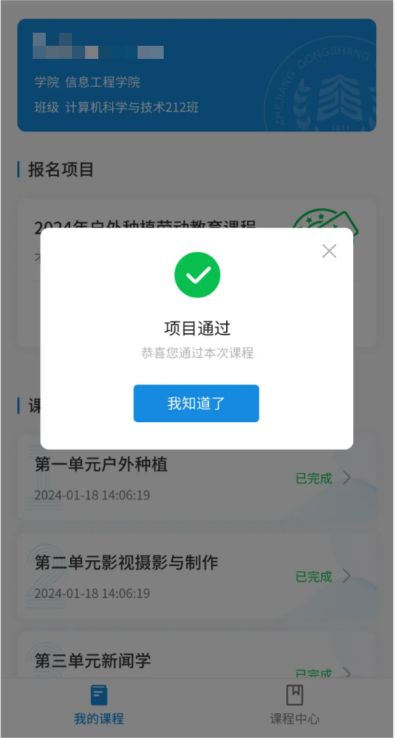 学院 信息工程学院
班级 计算机科学与技术212班
ZHEJIANG GONGSHANG
1911
报名项目
2024年户外种植劳动教育课程
项目通过
恭喜您通过本次课程
我知道了
课
第一单元户外种植
2024-01-18 14:06:19
已完成
第二单元影视摄影与制作
2024-01-18 14:06:19
已完成
第三单元新闻学
已完成
我的课程
课程中心